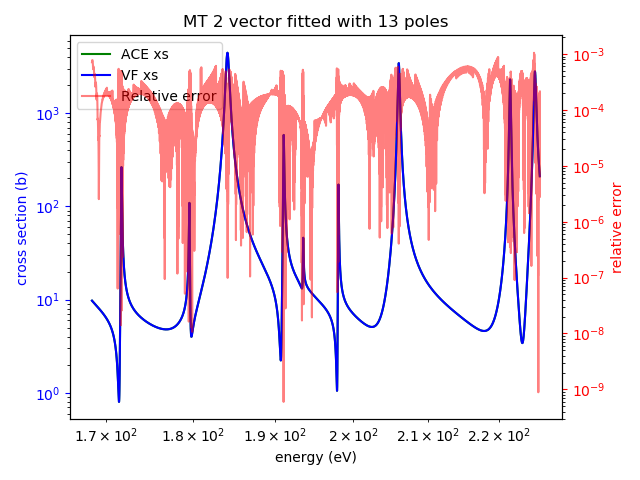 MT 2 vector fitted with 13 poles
ACE xs
VF xs
Relative error
cross section (b)
10³
10²
10¹
10⁰
10⁻³
10⁻⁴
10⁻⁵
10⁻⁶
10⁻⁷
10⁻⁸
10⁻⁹
relative error
1.7 × 10² 1.8 × 10² 1.9 × 10² 2 × 10² 2.1 × 10² 2.2 × 10²
energy (eV)